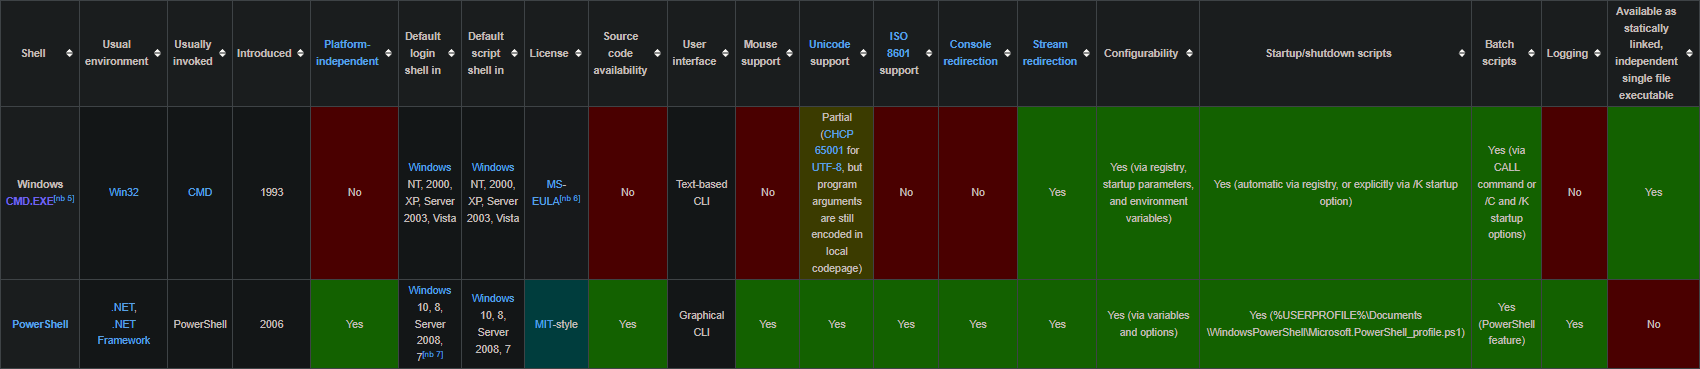 Shell
Usual
environment
Usually
invoked
Introduced
Platform-
independent
Default
login
shell in
Default
script
shell in
License
Source
code
availability
User
interface
Mouse
support
Unicode
support
ISO
8601
support
Console
redirection
Stream
redirection
Configurability
Startup/shutdown scripts
Batch
scripts
Logging
Available as
statically
linked,
independent
single file
executable
Windows
CMD.EXE[nb 5]
Win32
CMD
1993
No
Windows
NT, 2000,
XP, Server
2003, Vista
Windows
NT, 2000,
XP, Server
2003, Vista
MS-
EULA[nb 6]
No
Text-based
CLI
No
Partial
(CHCP
65001 for
UTF-8, but
program
arguments
are still
encoded in
local
codepage)
No
No
Yes
Yes (via registry,
startup parameters,
and environment
variables)
Yes (automatic via registry, or explicitly via /K startup
option)
Yes (via
CALL
command or
/C and /K
startup
options)
No
Yes
PowerShell
.NET,
.NET
Framework
PowerShell
2006
Yes
Windows
10, 8,
Server
2008,
7[nb 7]
Windows
10, 8,
Server
2008, 7
MIT-style
Yes
Graphical
CLI
Yes
Yes
Yes
Yes
Yes
Yes (via variables
and options)
Yes (%USERPROFILE%\Documents
\WindowsPowerShell\Microsoft.PowerShell_profile.ps1)
Yes
(PowerShell
feature)
Yes
No